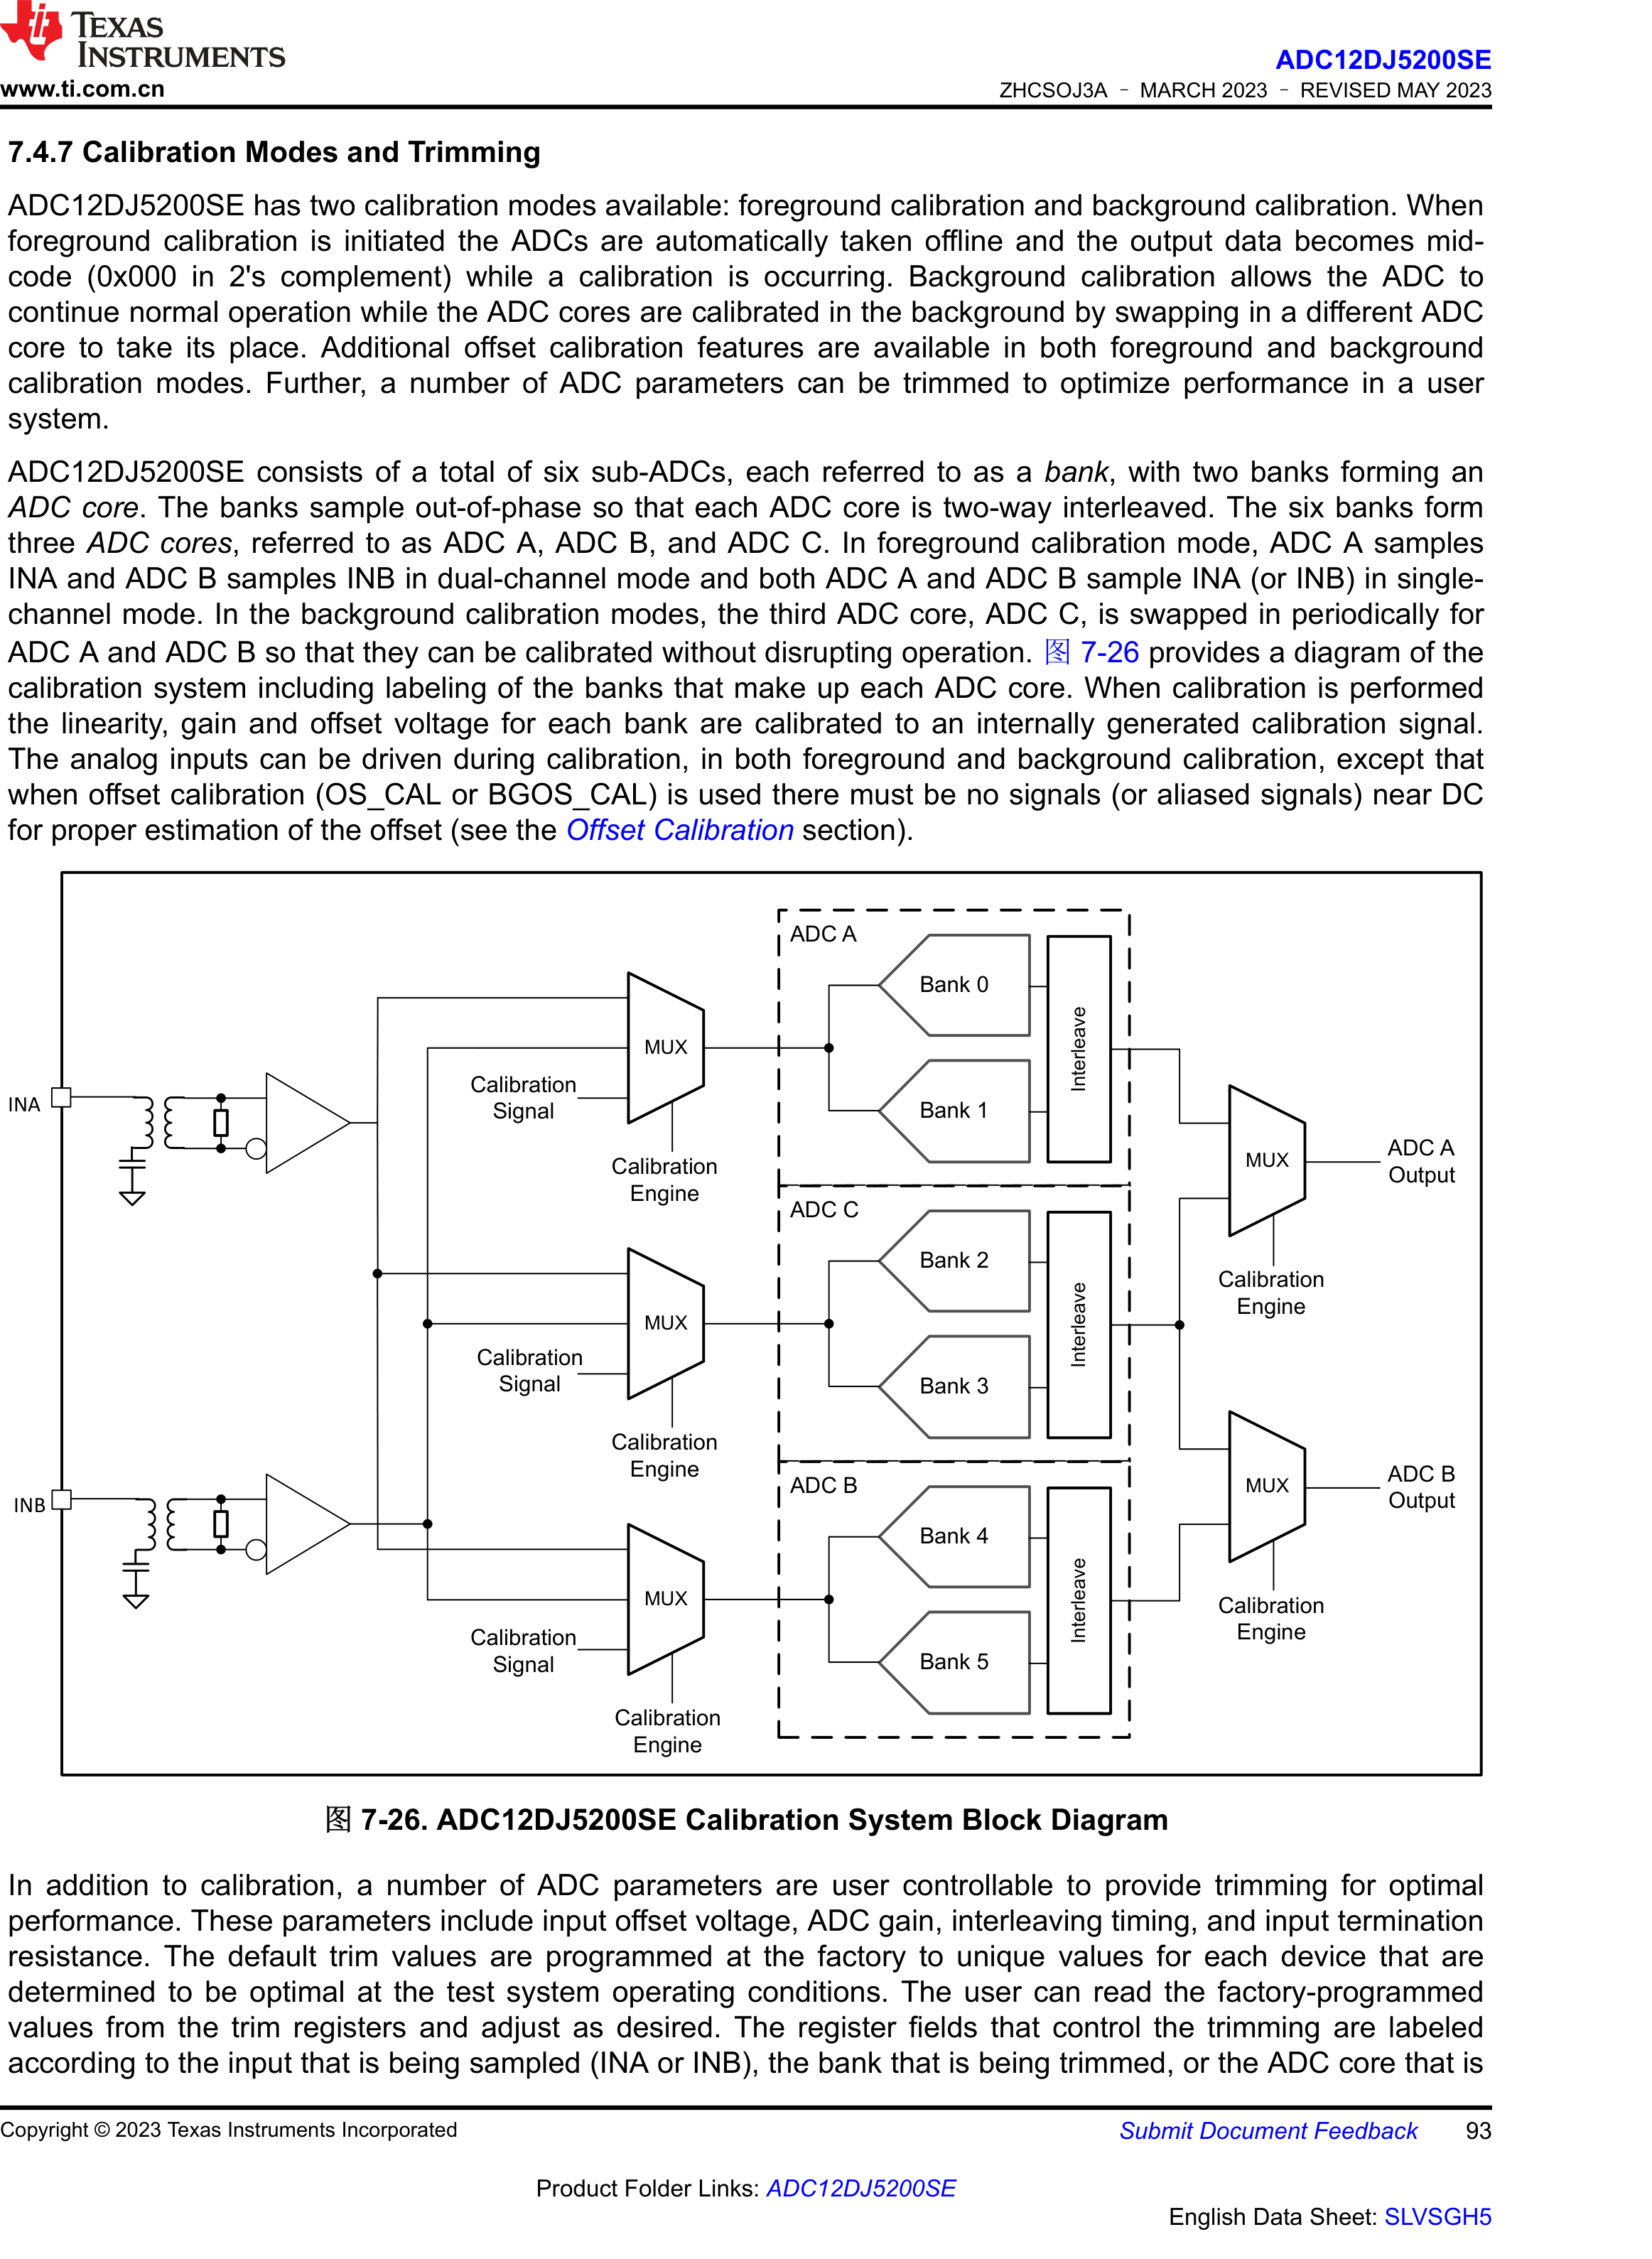 TEXAS
INSTRUMENTS
www.ti.com.cn
ADC12DJ5200SE
ZHCSOJ3A – MARCH 2023 – REVISED MAY 2023
7.4.7 Calibration Modes and Trimming
ADC12DJ5200SE has two calibration modes available: foreground calibration and background calibration. When
foreground calibration is initiated the ADCs are automatically taken offline and the output data becomes mid-
code (0x000 in 2's complement) while a calibration is occurring. Background calibration allows the ADC to
continue normal operation while the ADC cores are calibrated in the background by swapping in a different ADC
core to take its place. Additional offset calibration features are available in both foreground and background
calibration modes. Further, a number of ADC parameters can be trimmed to optimize performance in a user
system.
ADC12DJ5200SE consists of a total of six sub-ADCs, each referred to as a bank, with two banks forming an
ADC core. The banks sample out-of-phase so that each ADC core is two-way interleaved. The six banks form
three ADC cores, referred to as ADC A, ADC B, and ADC C. In foreground calibration mode, ADC A samples
INA and ADC B samples INB in dual-channel mode and both ADC A and ADC B sample INA (or INB) in single-
channel mode. In the background calibration modes, the third ADC core, ADC C, is swapped in periodically for
ADC A and ADC B so that they can be calibrated without disrupting operation. 图 7-26 provides a diagram of the
calibration system including labeling of the banks that make up each ADC core. When calibration is performed
the linearity, gain and offset voltage for each bank are calibrated to an internally generated calibration signal.
The analog inputs can be driven during calibration, in both foreground and background calibration, except that
when offset calibration (OS_CAL or BGOS_CAL) is used there must be no signals (or aliased signals) near DC
for proper estimation of the offset (see the Offset Calibration section).
ADC A
Bank 0
Interleave
MUX
Calibration
Signal
Bank 1
INA
Calibration
Engine
MUX
ADC A
Output
ADC C
Bank 2
Calibration
Engine
MUX
Interleave
Calibration
Signal
Bank 3
Calibration
Engine
ADC B
MUX
ADC B
Output
INB
Bank 4
MUX
Interleave
Calibration
Engine
Calibration
Signal
Bank 5
Calibration
Engine
图 7-26. ADC12DJ5200SE Calibration System Block Diagram
In addition to calibration, a number of ADC parameters are user controllable to provide trimming for optimal
performance. These parameters include input offset voltage, ADC gain, interleaving timing, and input termination
resistance. The default trim values are programmed at the factory to unique values for each device that are
determined to be optimal at the test system operating conditions. The user can read the factory-programmed
values from the trim registers and adjust as desired. The register fields that control the trimming are labeled
according to the input that is being sampled (INA or INB), the bank that is being trimmed, or the ADC core that is
Copyright © 2023 Texas Instruments Incorporated
Submit Document Feedback 93
Product Folder Links: ADC12DJ5200SE
English Data Sheet: SLVSGH5